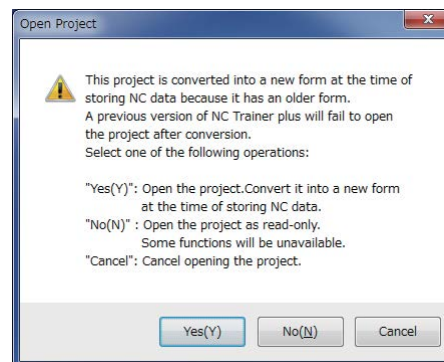 Open Project
This project is converted into a new form at the time of
storing NC data because it has an older form.
A previous version of NC Trainer plus will fail to open
the project after conversion.
Select one of the following operations:
"Yes(Y)": Open the project.Convert it into a new form
at the time of storing NC data.
"No(N)" : Open the project as read-only.
Some functions will be unavailable.
"Cancel": Cancel opening the project.
Yes(Y)
No(N)
Cancel